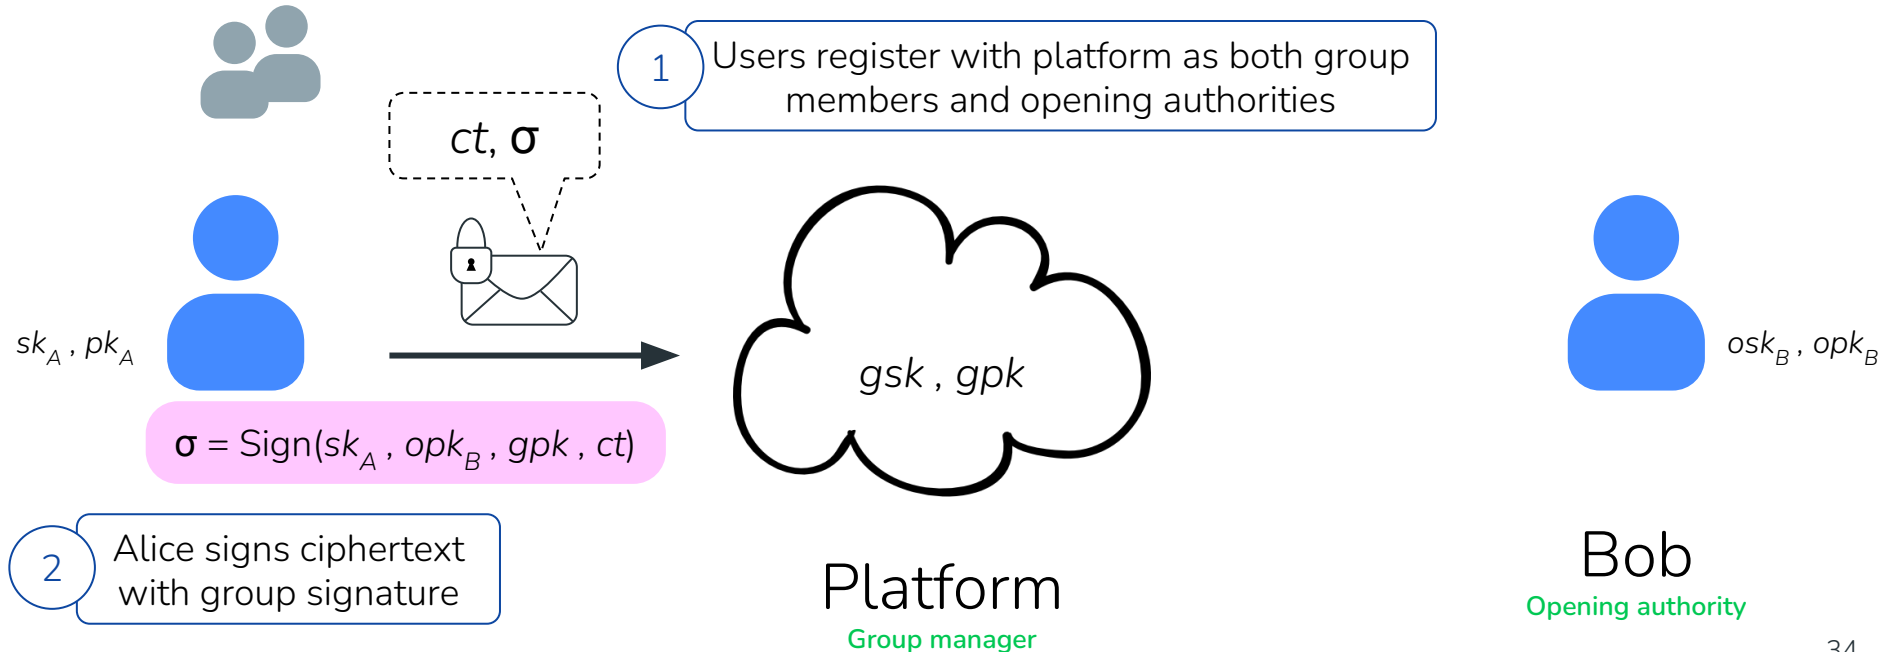 1
Users register with platform as both group
members and opening authorities
ct, σ
sk_A , pk_A
gsk , gpk
osk_B , opk_B
σ = Sign(sk_A , opk_B , gpk , ct)
2
Alice signs ciphertext
with group signature
Platform
Group manager
Bob
Opening authority
34